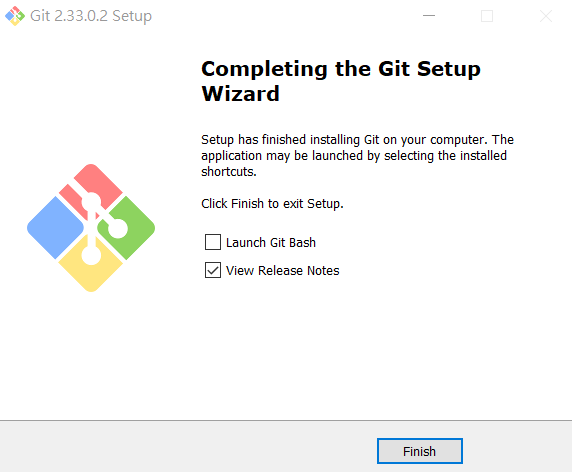 Git 2.33.0.2 Setup
Completing the Git Setup
Wizard
Setup has finished installing Git on your computer. The
application may be launched by selecting the installed
shortcuts.
Click Finish to exit Setup.
Launch Git Bash
View Release Notes
Finish